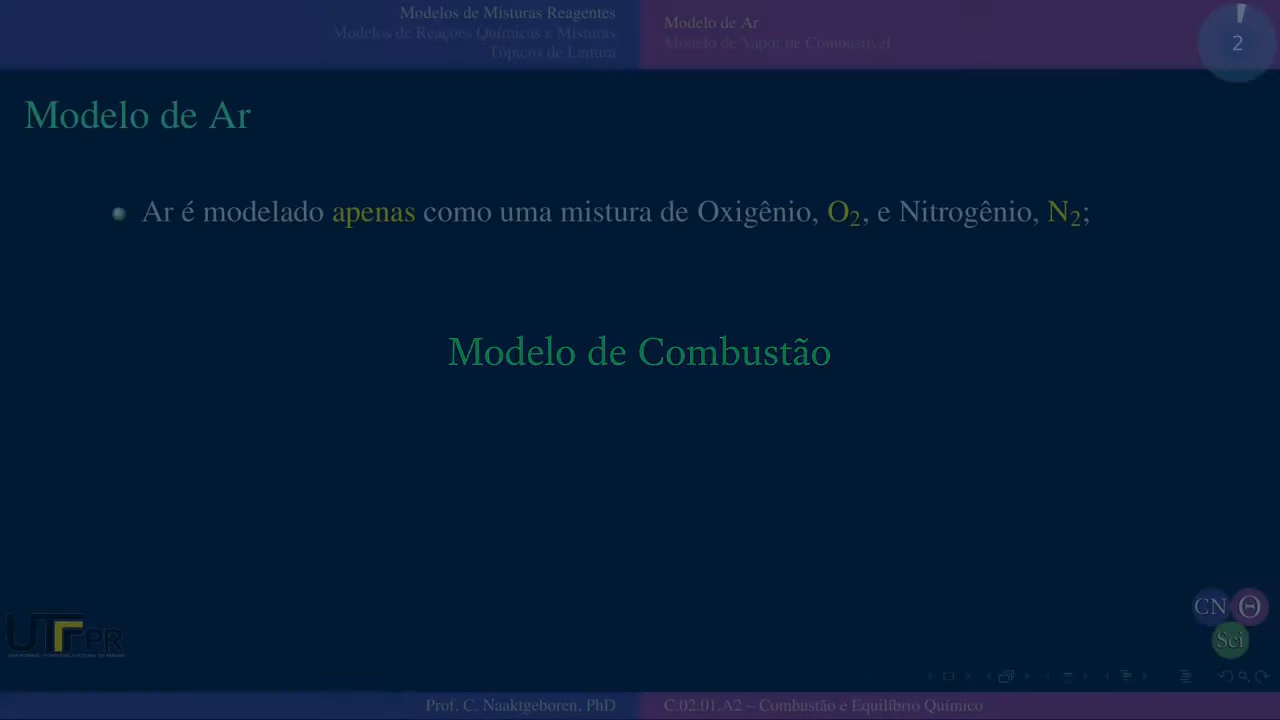 Modelos de Misturas Reagentes
Modelos de Reações Químicas e Misturas
Tópicos de Leitura
Modelo de Ar
Modelo de Vapor de Combustível
2
Modelo de Ar
Ar é modelado apenas como uma mistura de Oxigênio, O₂, e Nitrogênio, N₂;
Modelo de Combustão
UTFPR
CN Θ
Sci
Prof. C. Naaktgeboren, PhD
C.02.01.A2 – Combustão e Equilíbrio Químico